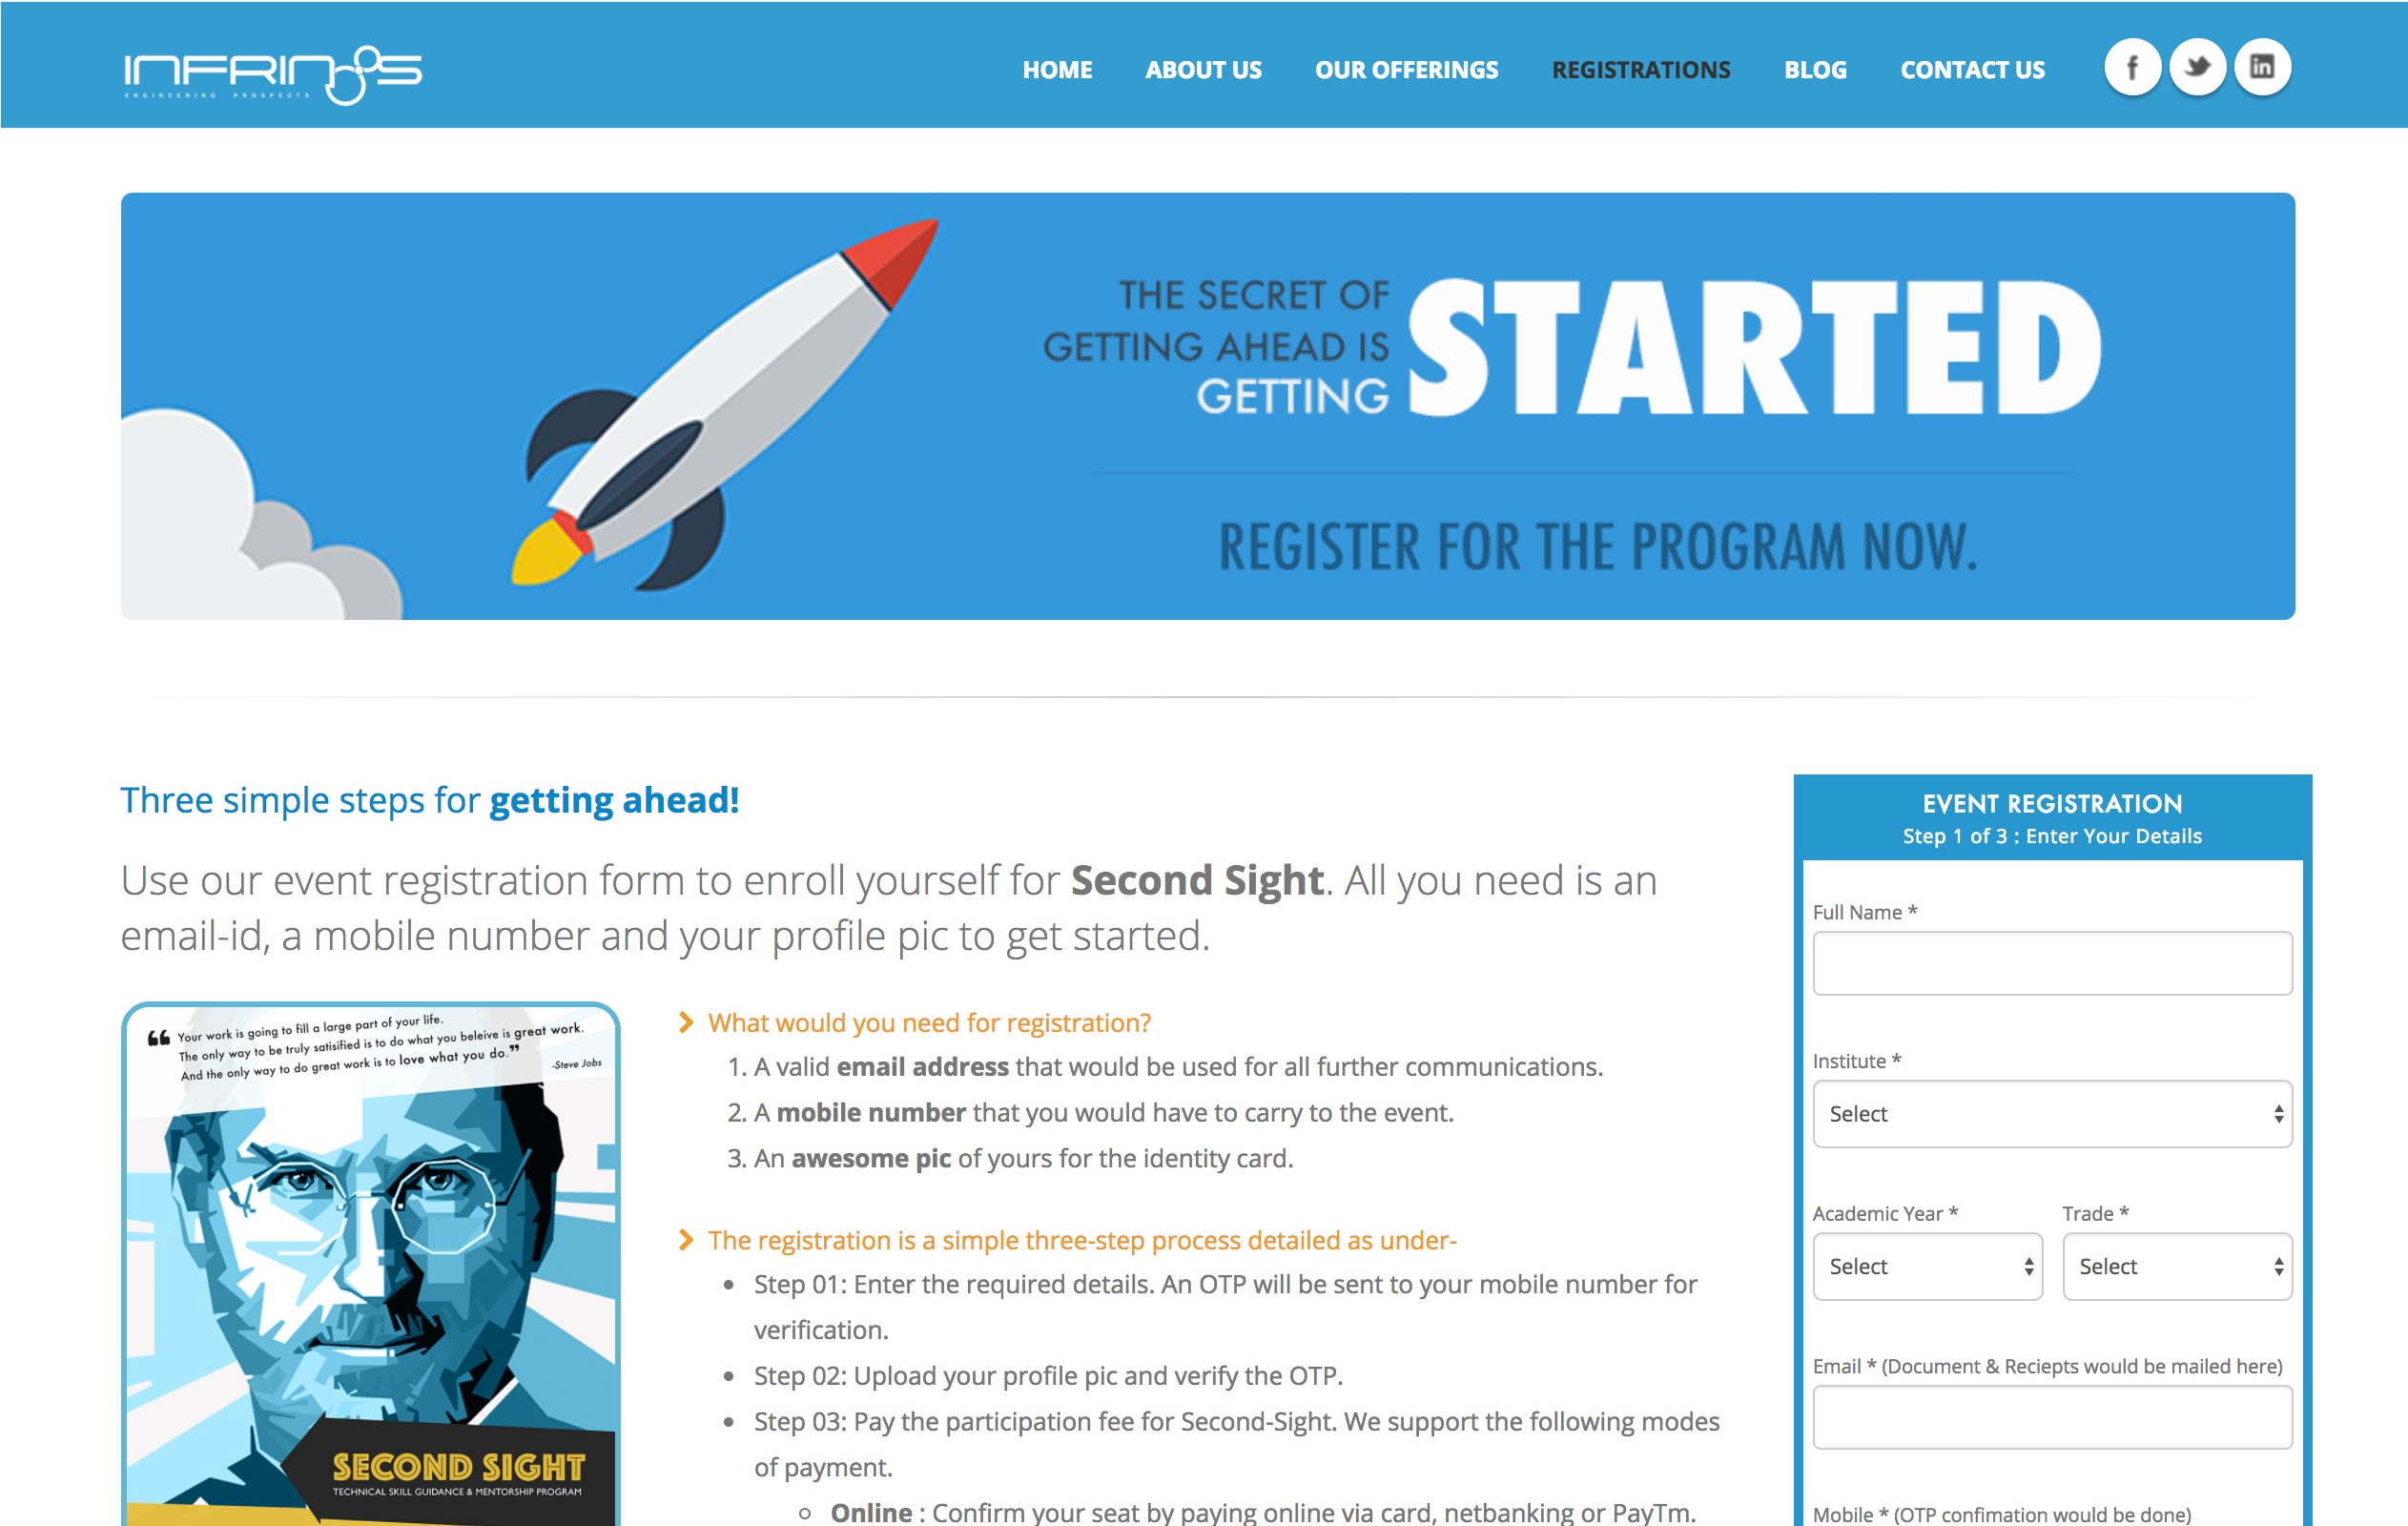 INFRINGS
ENGINEERING PROSPECTS
HOME ABOUT US OUR OFFERINGS REGISTRATIONS BLOG CONTACT US
THE SECRET OF
GETTING AHEAD IS
GETTING STARTED
REGISTER FOR THE PROGRAM NOW.
Three simple steps for getting ahead!
Use our event registration form to enroll yourself for Second Sight. All you need is an
email-id, a mobile number and your profile pic to get started.
“ Your work is going to fill a large part of your life.
The only way to be truly satisified is to do what you beleive is great work.
And the only way to do great work is to love what you do.”
-Steve Jobs
SECOND SIGHT
TECHNICAL SKILL GUIDANCE & MENTORSHIP PROGRAM
What would you need for registration?
1. A valid email address that would be used for all further communications.
2. A mobile number that you would have to carry to the event.
3. An awesome pic of yours for the identity card.
The registration is a simple three-step process detailed as under-
• Step 01: Enter the required details. An OTP will be sent to your mobile number for
verification.
• Step 02: Upload your profile pic and verify the OTP.
• Step 03: Pay the participation fee for Second-Sight. We support the following modes
of payment.
Online : Confirm your seat by paying online via card, netbanking or PayTm.
EVENT REGISTRATION
Step 1 of 3 : Enter Your Details
Full Name *
Institute *
Select
Academic Year * Trade *
Select Select
Email * (Document & Reciepts would be mailed here)
Mobile * (OTP confimation would be done)